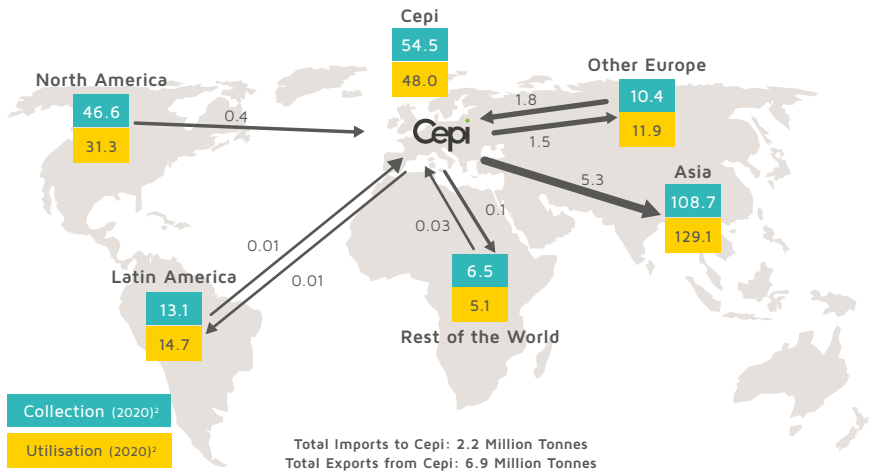 Cepi
54.5
48.0
North America
46.6
31.3
0.4
Other Europe
10.4
11.9
1.8
1.5
Cepi
Asia
108.7
129.1
5.3
0.01
0.01
0.03
0.1
Latin America
13.1
14.7
6.5
5.1
Rest of the World
Collection (2020)²
Utilisation (2020)²
Total Imports to Cepi: 2.2 Million Tonnes
Total Exports from Cepi: 6.9 Million Tonnes